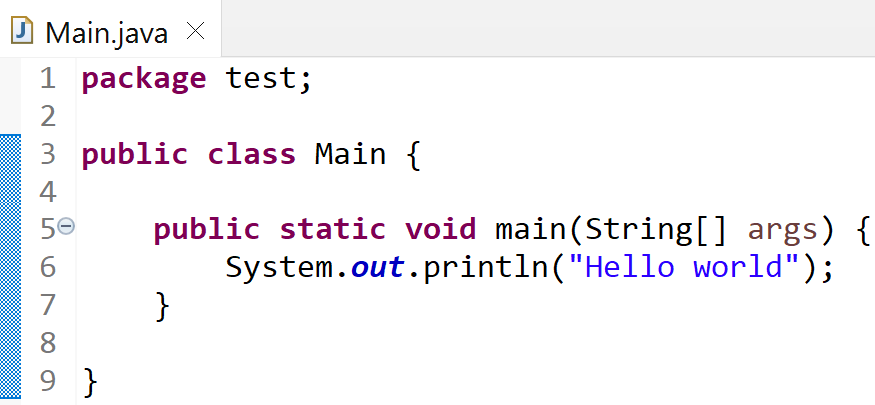 Main.java
1 package test;
2
3 public class Main {
4
5     public static void main(String[] args) {
6         System.out.println("Hello world");
7     }
8
9 }